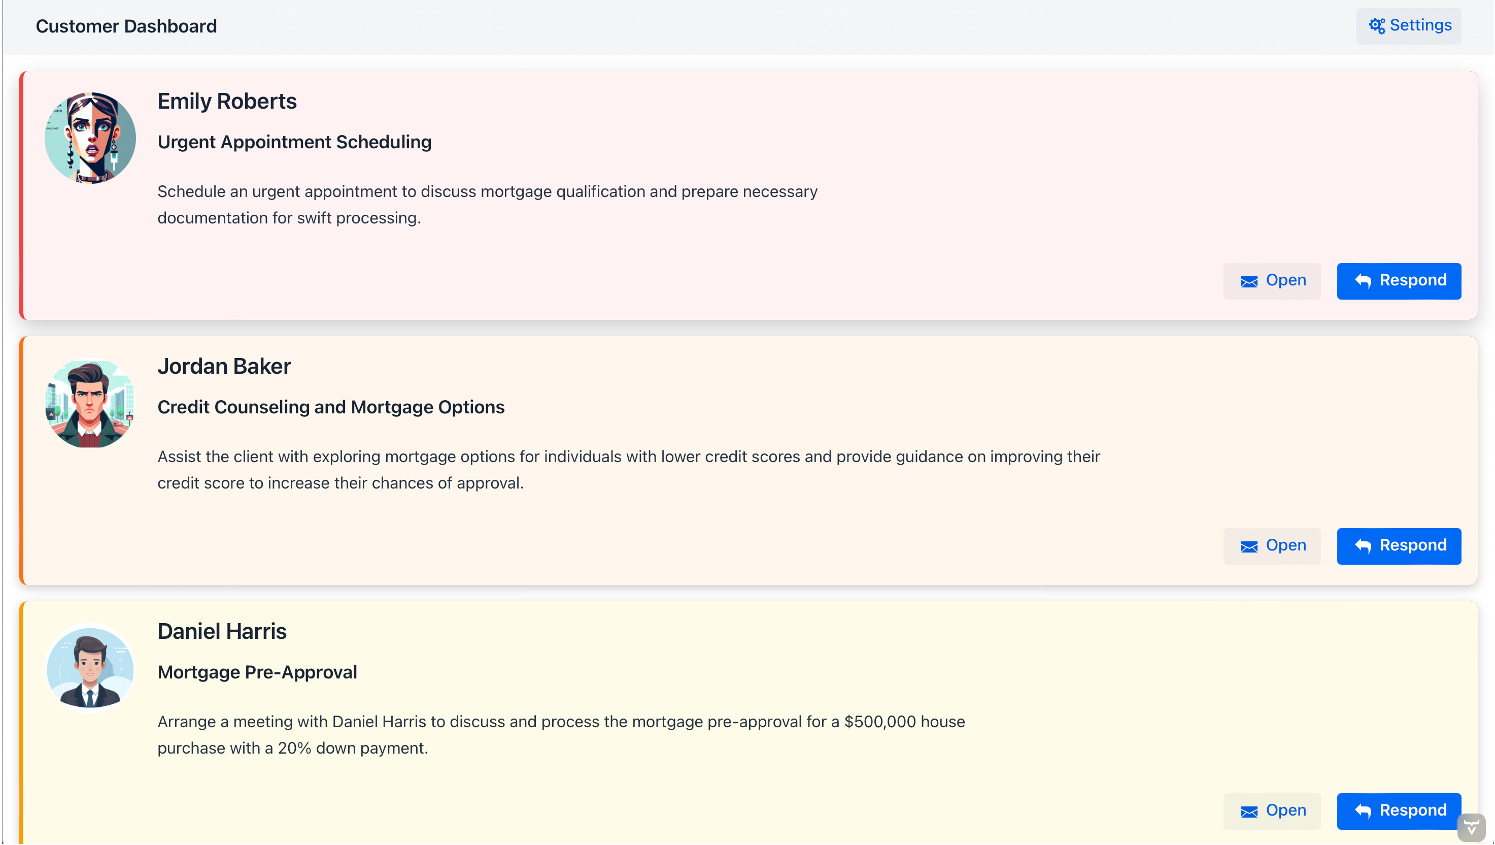 Customer Dashboard
Settings
Emily Roberts
Urgent Appointment Scheduling
Schedule an urgent appointment to discuss mortgage qualification and prepare necessary
documentation for swift processing.
Open
Respond
Jordan Baker
Credit Counseling and Mortgage Options
Assist the client with exploring mortgage options for individuals with lower credit scores and provide guidance on improving their
credit score to increase their chances of approval.
Open
Respond
Daniel Harris
Mortgage Pre-Approval
Arrange a meeting with Daniel Harris to discuss and process the mortgage pre-approval for a $500,000 house
purchase with a 20% down payment.
Open
Respond